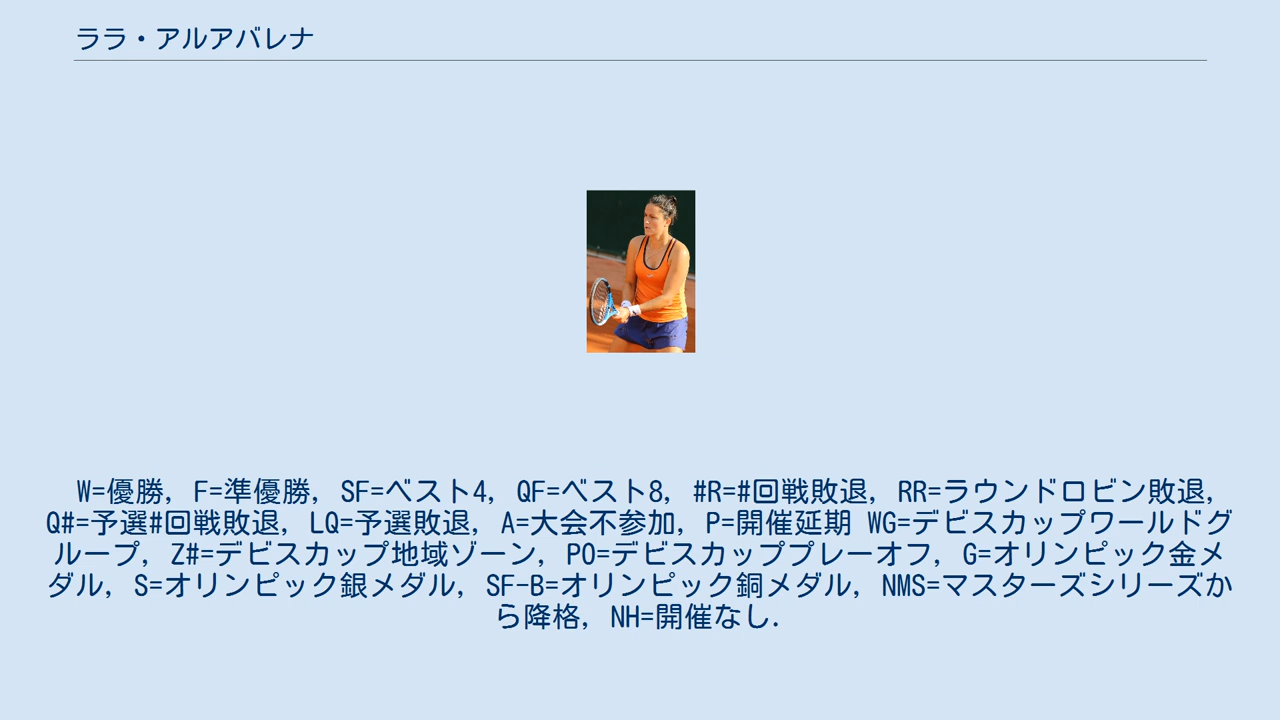 ララ・アルアバレナ
W=優勝, F=準優勝, SF=ベスト4, QF=ベスト8, #R=#回戦敗退, RR=ラウンドロビン敗退,
Q#=予選#回戦敗退, LQ=予選敗退, A=大会不参加, P=開催延期 WG=デビスカップワールドグ
ループ, Z#=デビスカップ地域ゾーン, PO=デビスカッププレーオフ, G=オリンピック金メ
ダル, S=オリンピック銀メダル, SF-B=オリンピック銅メダル, NMS=マスターズシリーズか
ら降格, NH=開催なし.